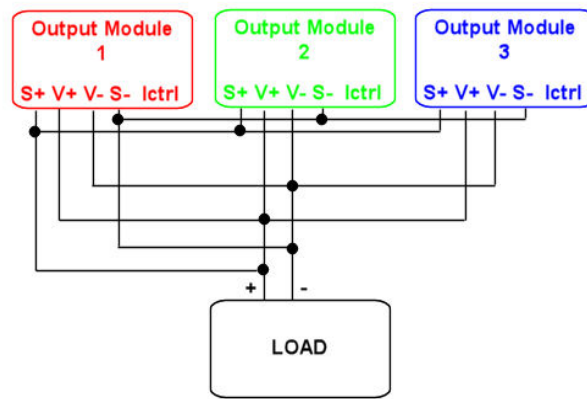 Output Module
1
S+ V+ V- S- Ictrl
Output Module
2
S+ V+ V- S- Ictrl
Output Module
3
S+ V+ V- S- Ictrl
+ -
LOAD